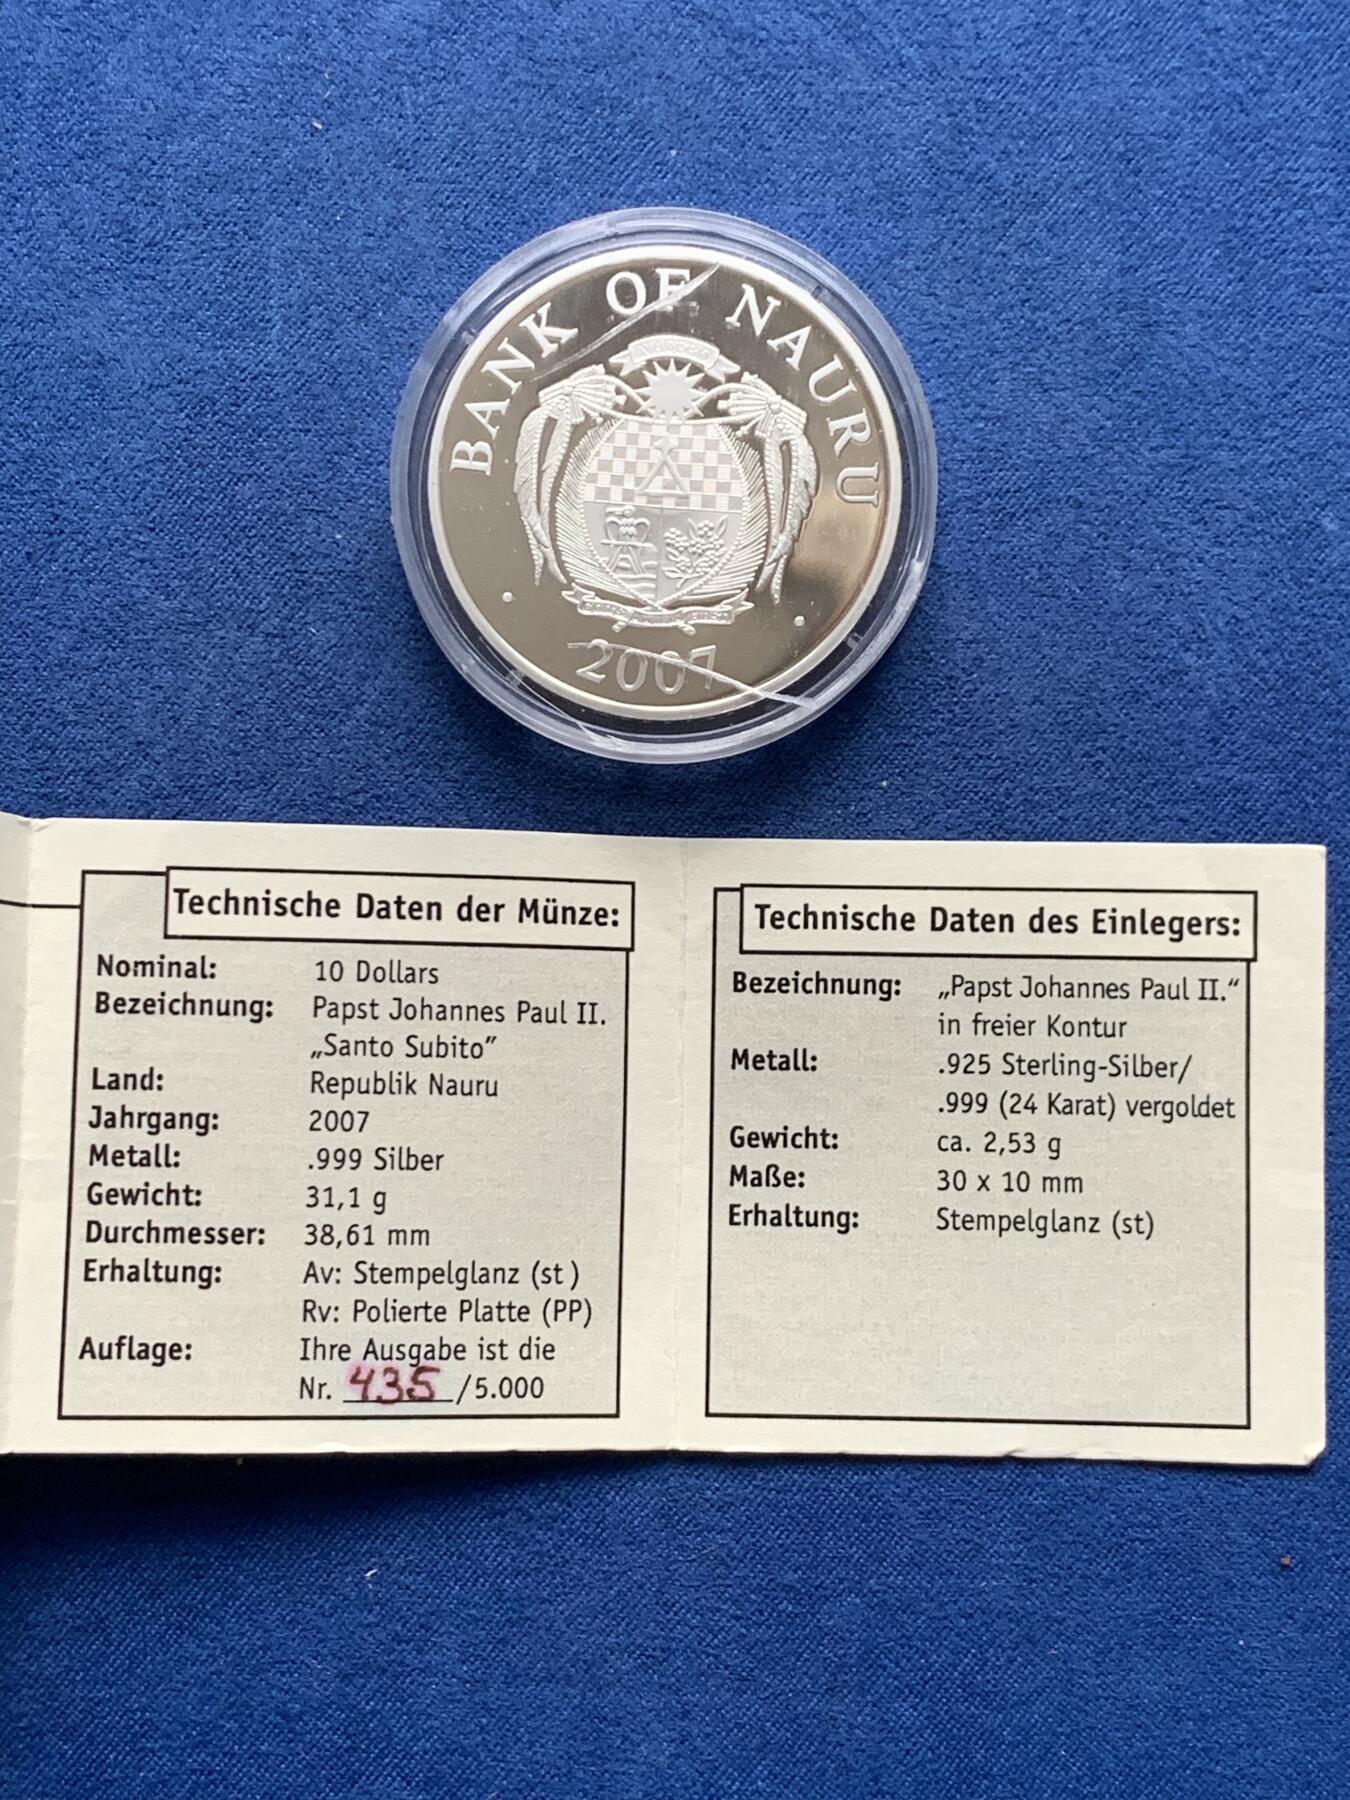 BANK OF NAURU
2007
Technische Daten der Münze:
Nominal: 10 Dollars
Bezeichnung: Papst Johannes Paul II.
„Santo Subito”
Land: Republik Nauru
Jahrgang: 2007
Metall: .999 Silber
Gewicht: 31,1 g
Durchmesser: 38,61 mm
Erhaltung: Av: Stempelglanz (st )
Rv: Polierte Platte (PP)
Auflage: Ihre Ausgabe ist die
Nr. 435 /5.000
Technische Daten des Einlegers:
Bezeichnung: „Papst Johannes Paul II.“
in freier Kontur
Metall: .925 Sterling-Silber/
.999 (24 Karat) vergoldet
Gewicht: ca. 2,53 g
Maße: 30 x 10 mm
Erhaltung: Stempelglanz (st)